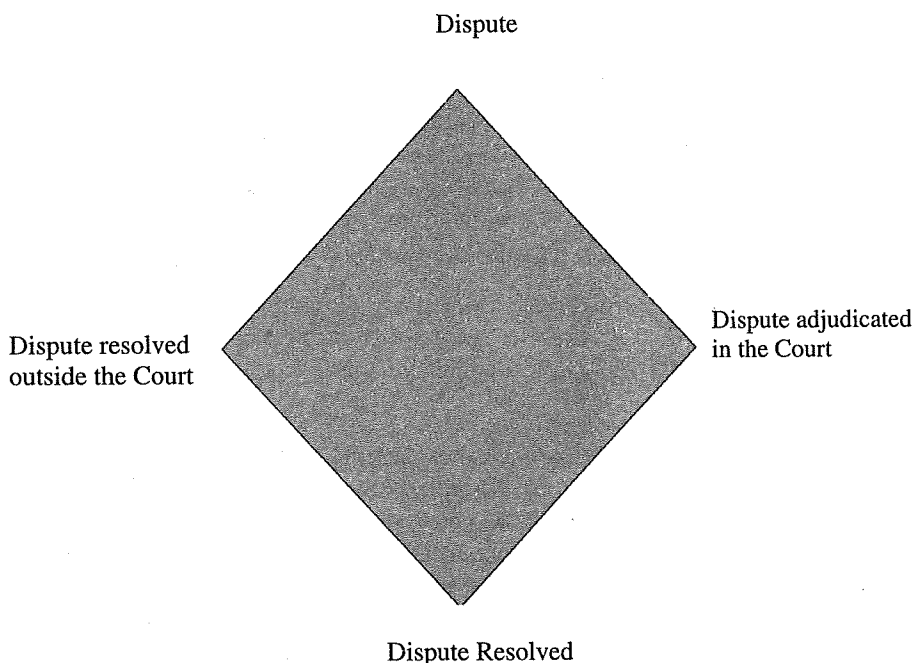 Dispute
Dispute resolved
outside the Court
Dispute adjudicated
in the Court
Dispute Resolved